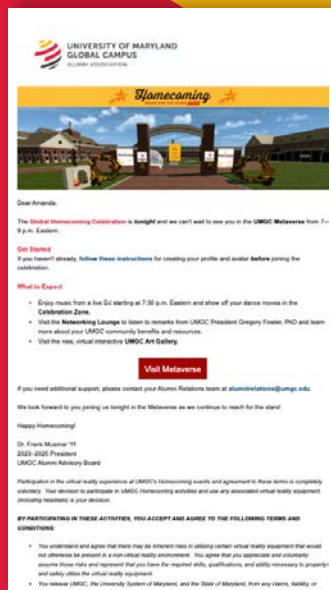 UNIVERSITY OF MARYLAND
GLOBAL CAMPUS
ALUMNI ASSOCIATION
Homecoming
Dear Amanda,
The Global Homecoming Celebration is tonight and we can't wait to see you in the UMGC Metaverse from 7–
9 p.m. Eastern.
Get Started
If you haven't already, follow these instructions for creating your profile and avatar before joining the
celebration.
What to Expect
• Enjoy music from a live DJ starting at 7:30 p.m. Eastern and show off your dance moves in the
Celebration Zone.
• Visit the Networking Lounge to listen to remarks from UMGC President Gregory Fowler, PhD and learn
more about your UMGC community benefits and resources.
• Visit the new, virtual interactive UMGC Art Gallery.
Visit Metaverse
If you need additional support, please contact your Alumni Relations team at alumnirelations@umgc.edu.
We look forward to you joining us tonight in the Metaverse as we continue to reach for the stars!
Happy Homecoming!
Dr. Frank Musmar '11
2023–2025 President
UMGC Alumni Advisory Board
Participation in the virtual reality experience at UMGC's Homecoming events and agreement to these terms is completely
voluntary. Your decision to participate in UMGC Homecoming activities and use any associated virtual reality equipment
(including headsets) is your decision.
BY PARTICIPATING IN THESE ACTIVITIES, YOU ACCEPT AND AGREE TO THE FOLLOWING TERMS AND
CONDITIONS:
• You understand and agree that there may be inherent risks in utilizing certain virtual reality equipment that would
not otherwise be present in a non-virtual reality environment. You agree that you appreciate and voluntarily
assume those risks and represent that you have the required skills, qualifications, and ability necessary to properly
and safely utilize the virtual reality equipment.
• You release UMGC, the University System of Maryland, and the State of Maryland, from any claims, liability, or